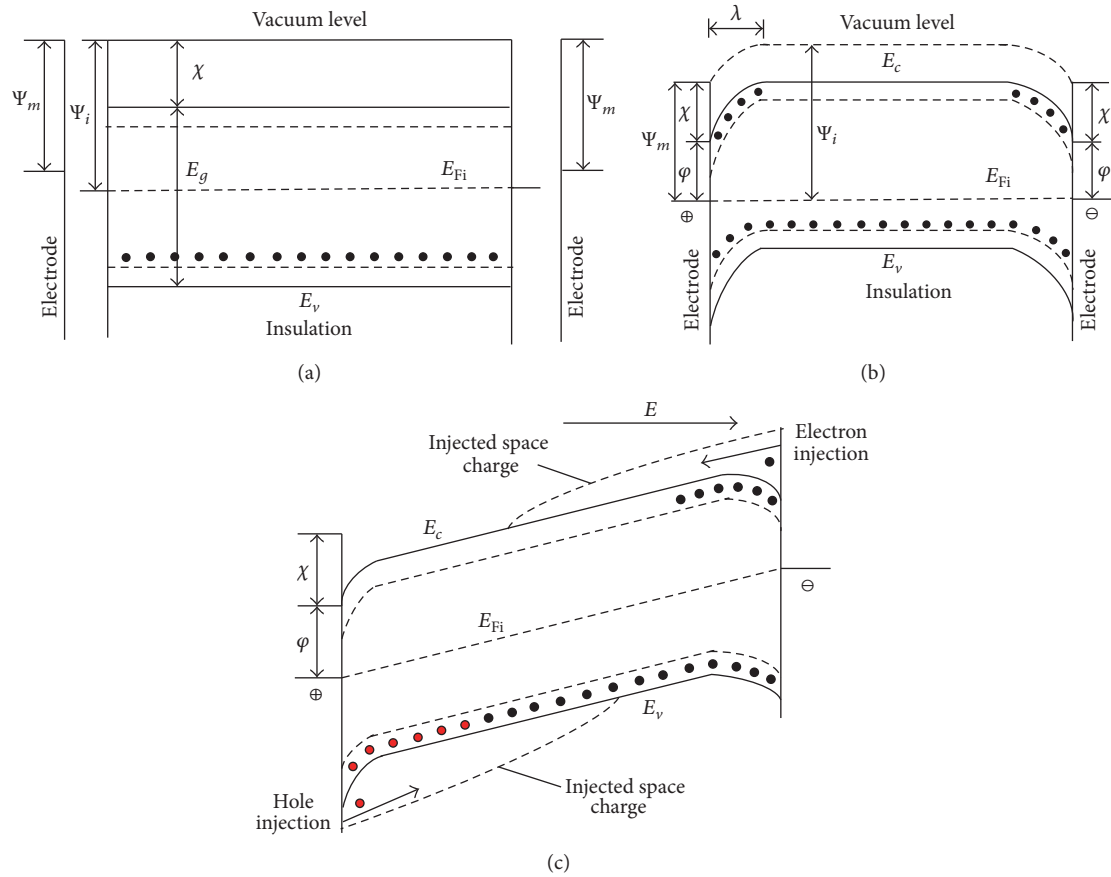 Vacuum level
χ
Ψm
Ψi
Ψm
Eg
EFi
Electrode
Ev
Insulation
Electrode
(a)
λ
Vacuum level
Ec
χ
Ψm
Ψi
χ
φ
EFi
φ
⊕
⊖
Electrode
Ev
Insulation
Electrode
(b)
E
Injected space
charge
Electron
injection
Ec
χ
EFi
⊖
φ
⊕
Ev
Hole
injection
Injected space
charge
(c)